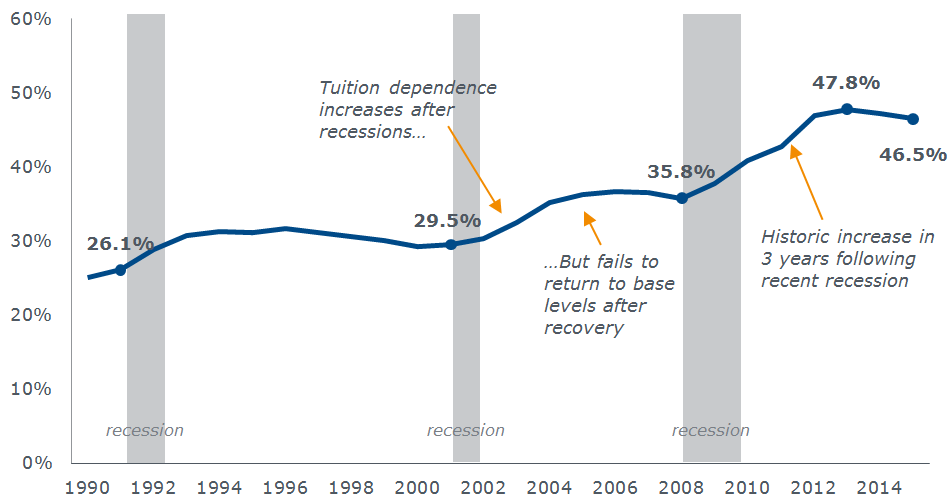 60%
50%
40%
30%
20%
10%
0%
Tuition dependence
increases after
recessions…
26.1%
29.5%
35.8%
47.8%
46.5%
…But fails to
return to base
levels after
recovery
Historic increase in
3 years following
recent recession
recession
recession
recession
1990 1992 1994 1996 1998 2000 2002 2004 2006 2008 2010 2012 2014